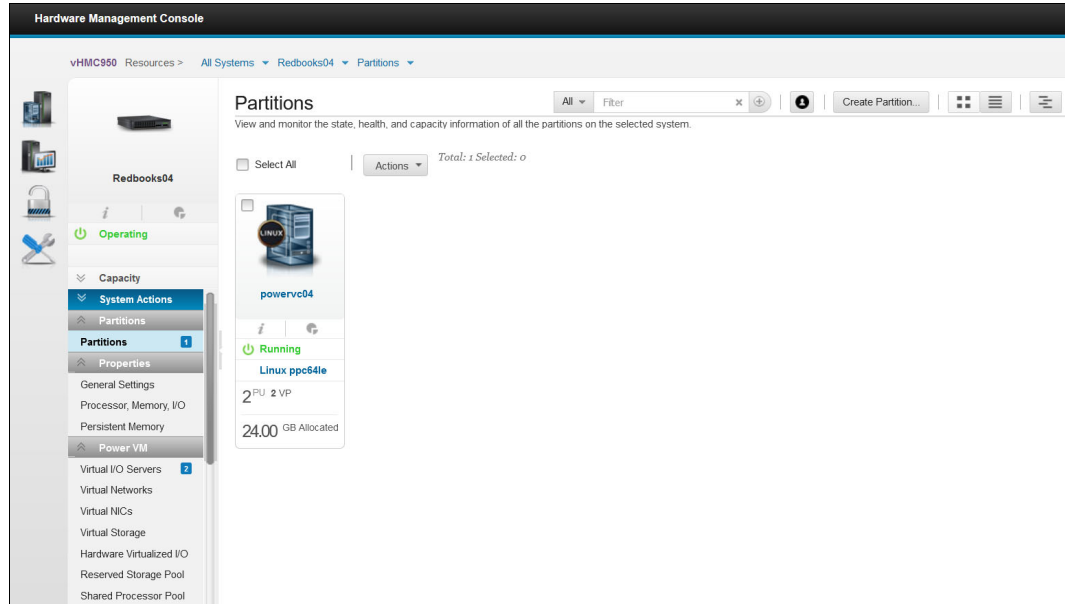 Hardware Management Console
vHMC950 Resources > All Systems Redbooks04 Partitions
Redbooks04
i
Operating
Capacity
System Actions
Partitions
Partitions 1
Properties
General Settings
Processor, Memory, I/O
Persistent Memory
Power VM
Virtual I/O Servers 2
Virtual Networks
Virtual NICs
Virtual Storage
Hardware Virtualized I/O
Reserved Storage Pool
Shared Processor Pool
Partitions
All Filter x Create Partition...
View and monitor the state, health, and capacity information of all the partitions on the selected system.
Select All | Actions Total: 1 Selected: 0
LINUX
powervc04
i
Running
Linux ppc64le
2 PU 2 VP
24.00 GB Allocated